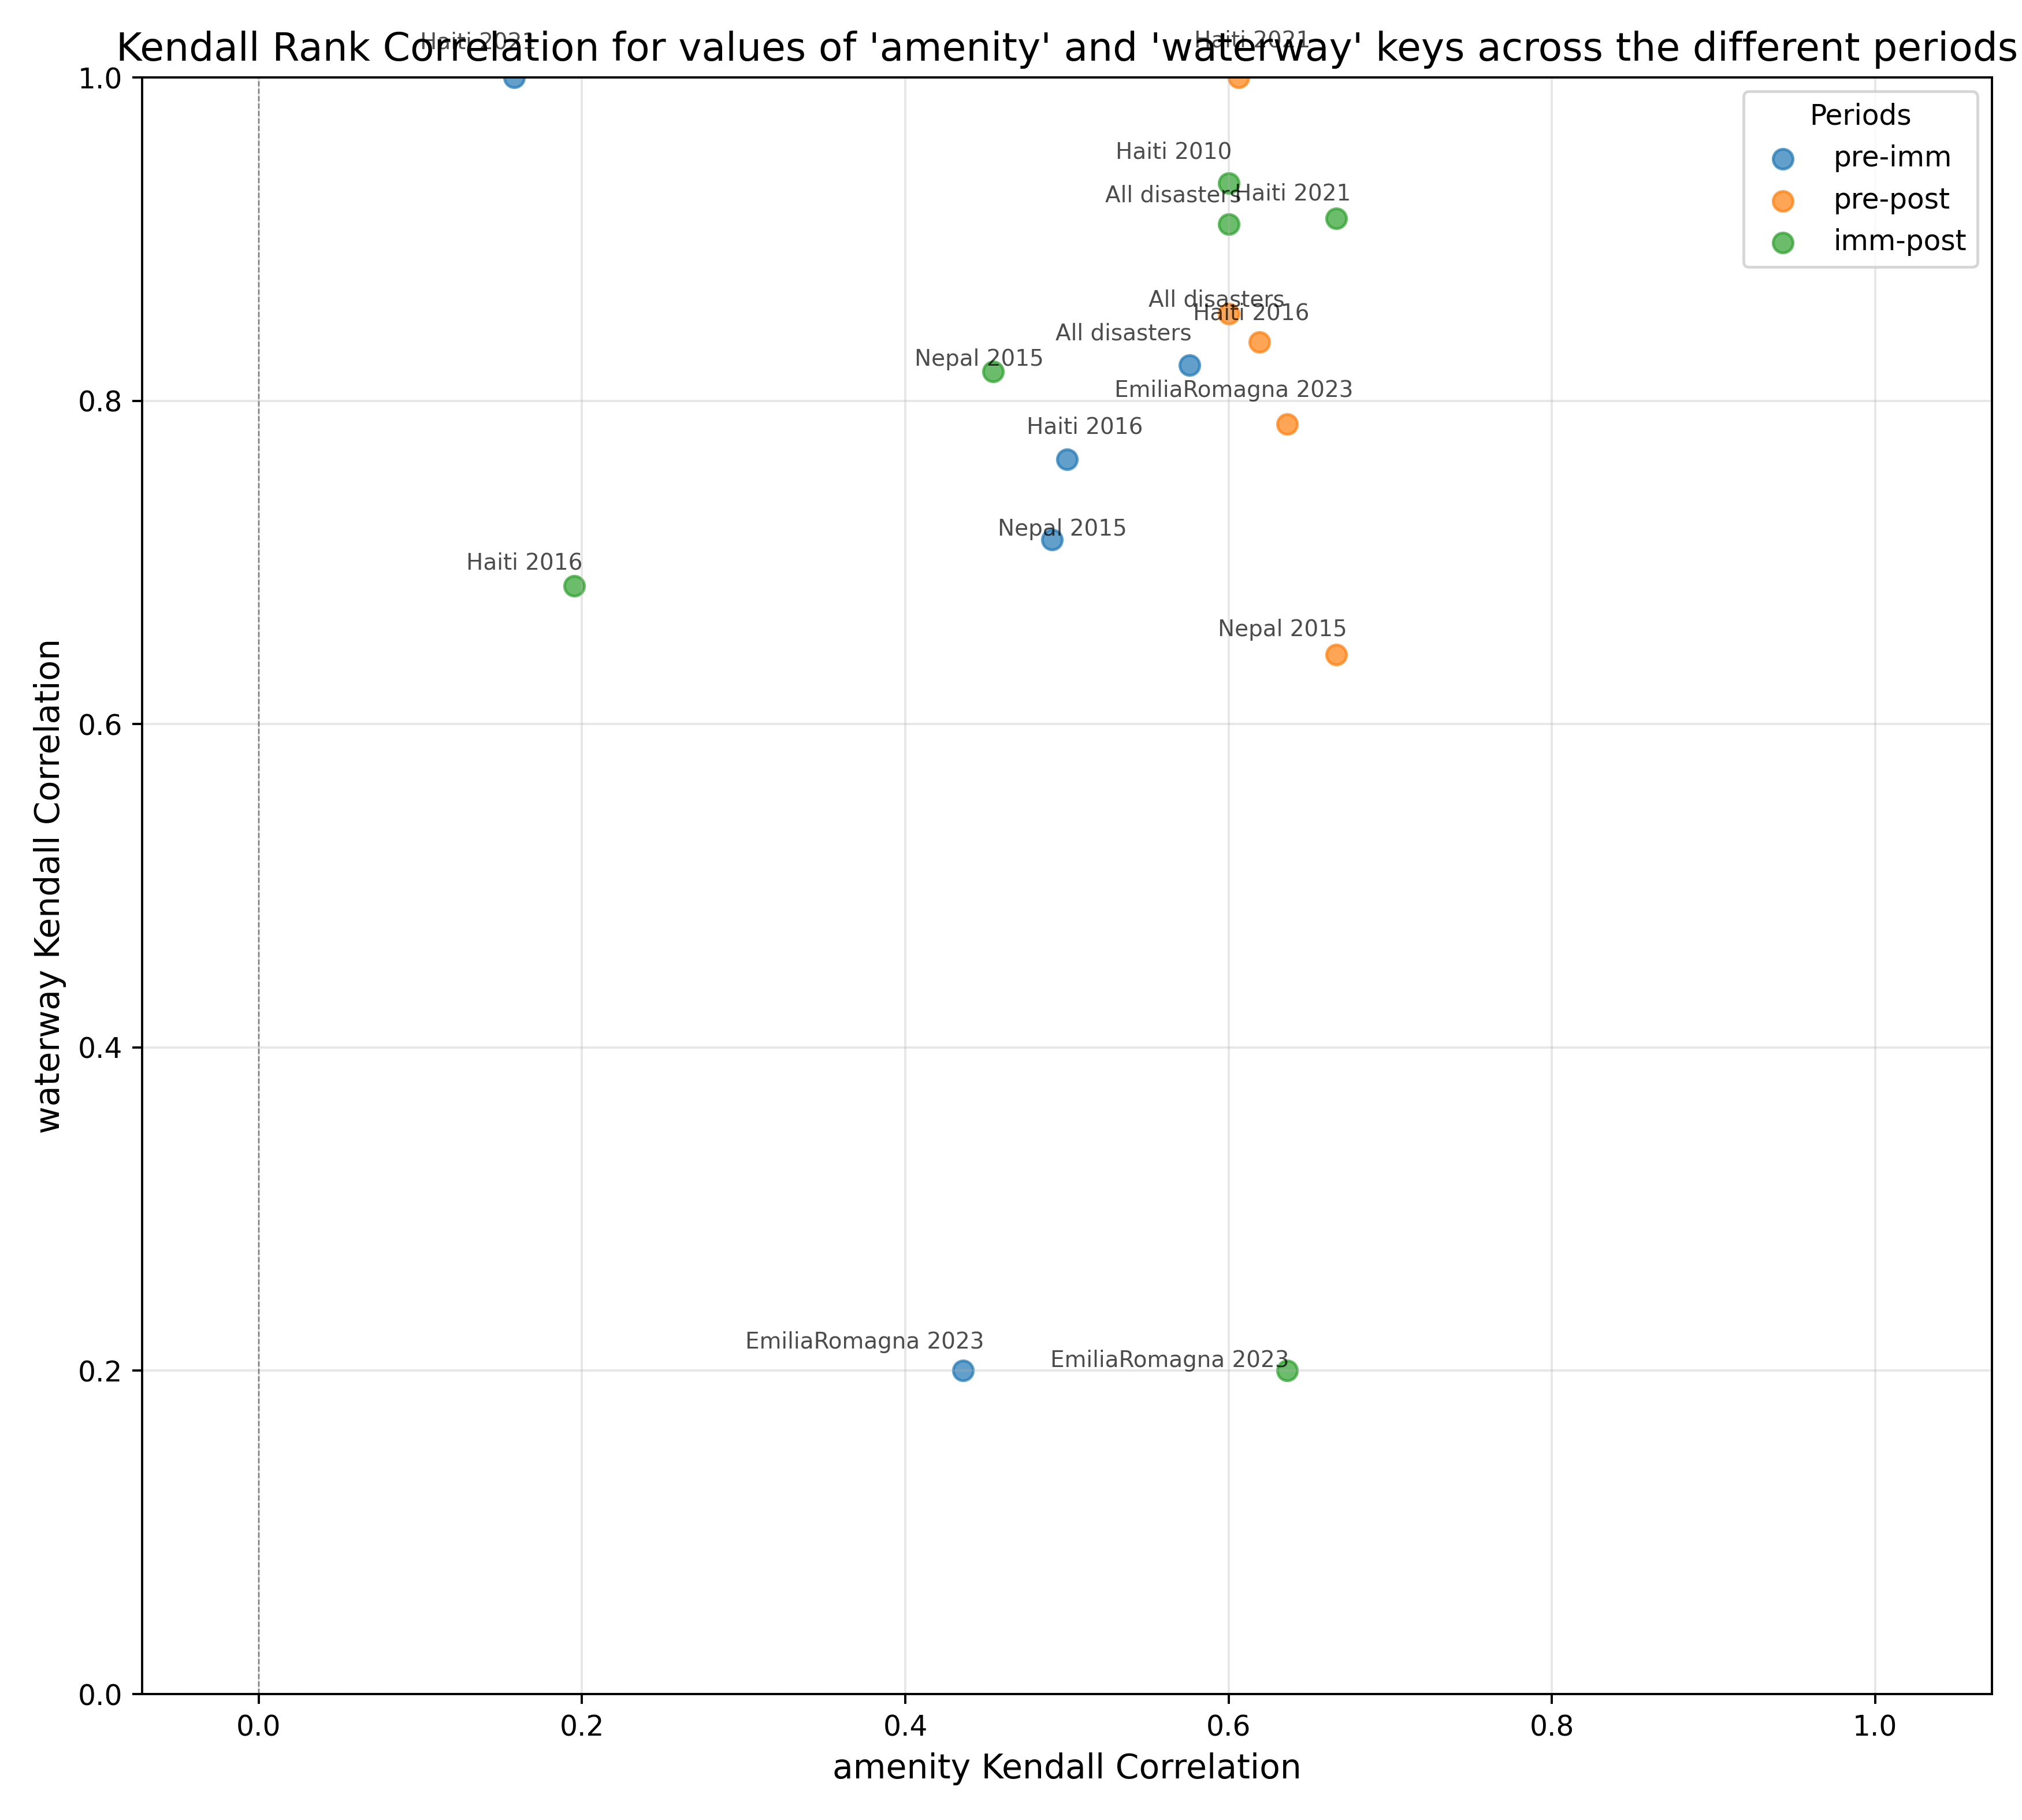 Kendall Rank Correlation for values of 'amenity' and 'waterway' keys across the different periods
Haiti 2021
Haiti 2021
1.0
Periods
pre-imm
pre-post
imm-post
Haiti 2010
All disasters
Haiti 2021
All disasters
Haiti 2016
All disasters
Nepal 2015
EmiliaRomagna 2023
0.8
Haiti 2016
Nepal 2015
Haiti 2016
Nepal 2015
0.6
waterway Kendall Correlation
0.4
EmiliaRomagna 2023
EmiliaRomagna 2023
0.2
0.0
0.0
0.2
0.4
0.6
0.8
1.0
amenity Kendall Correlation